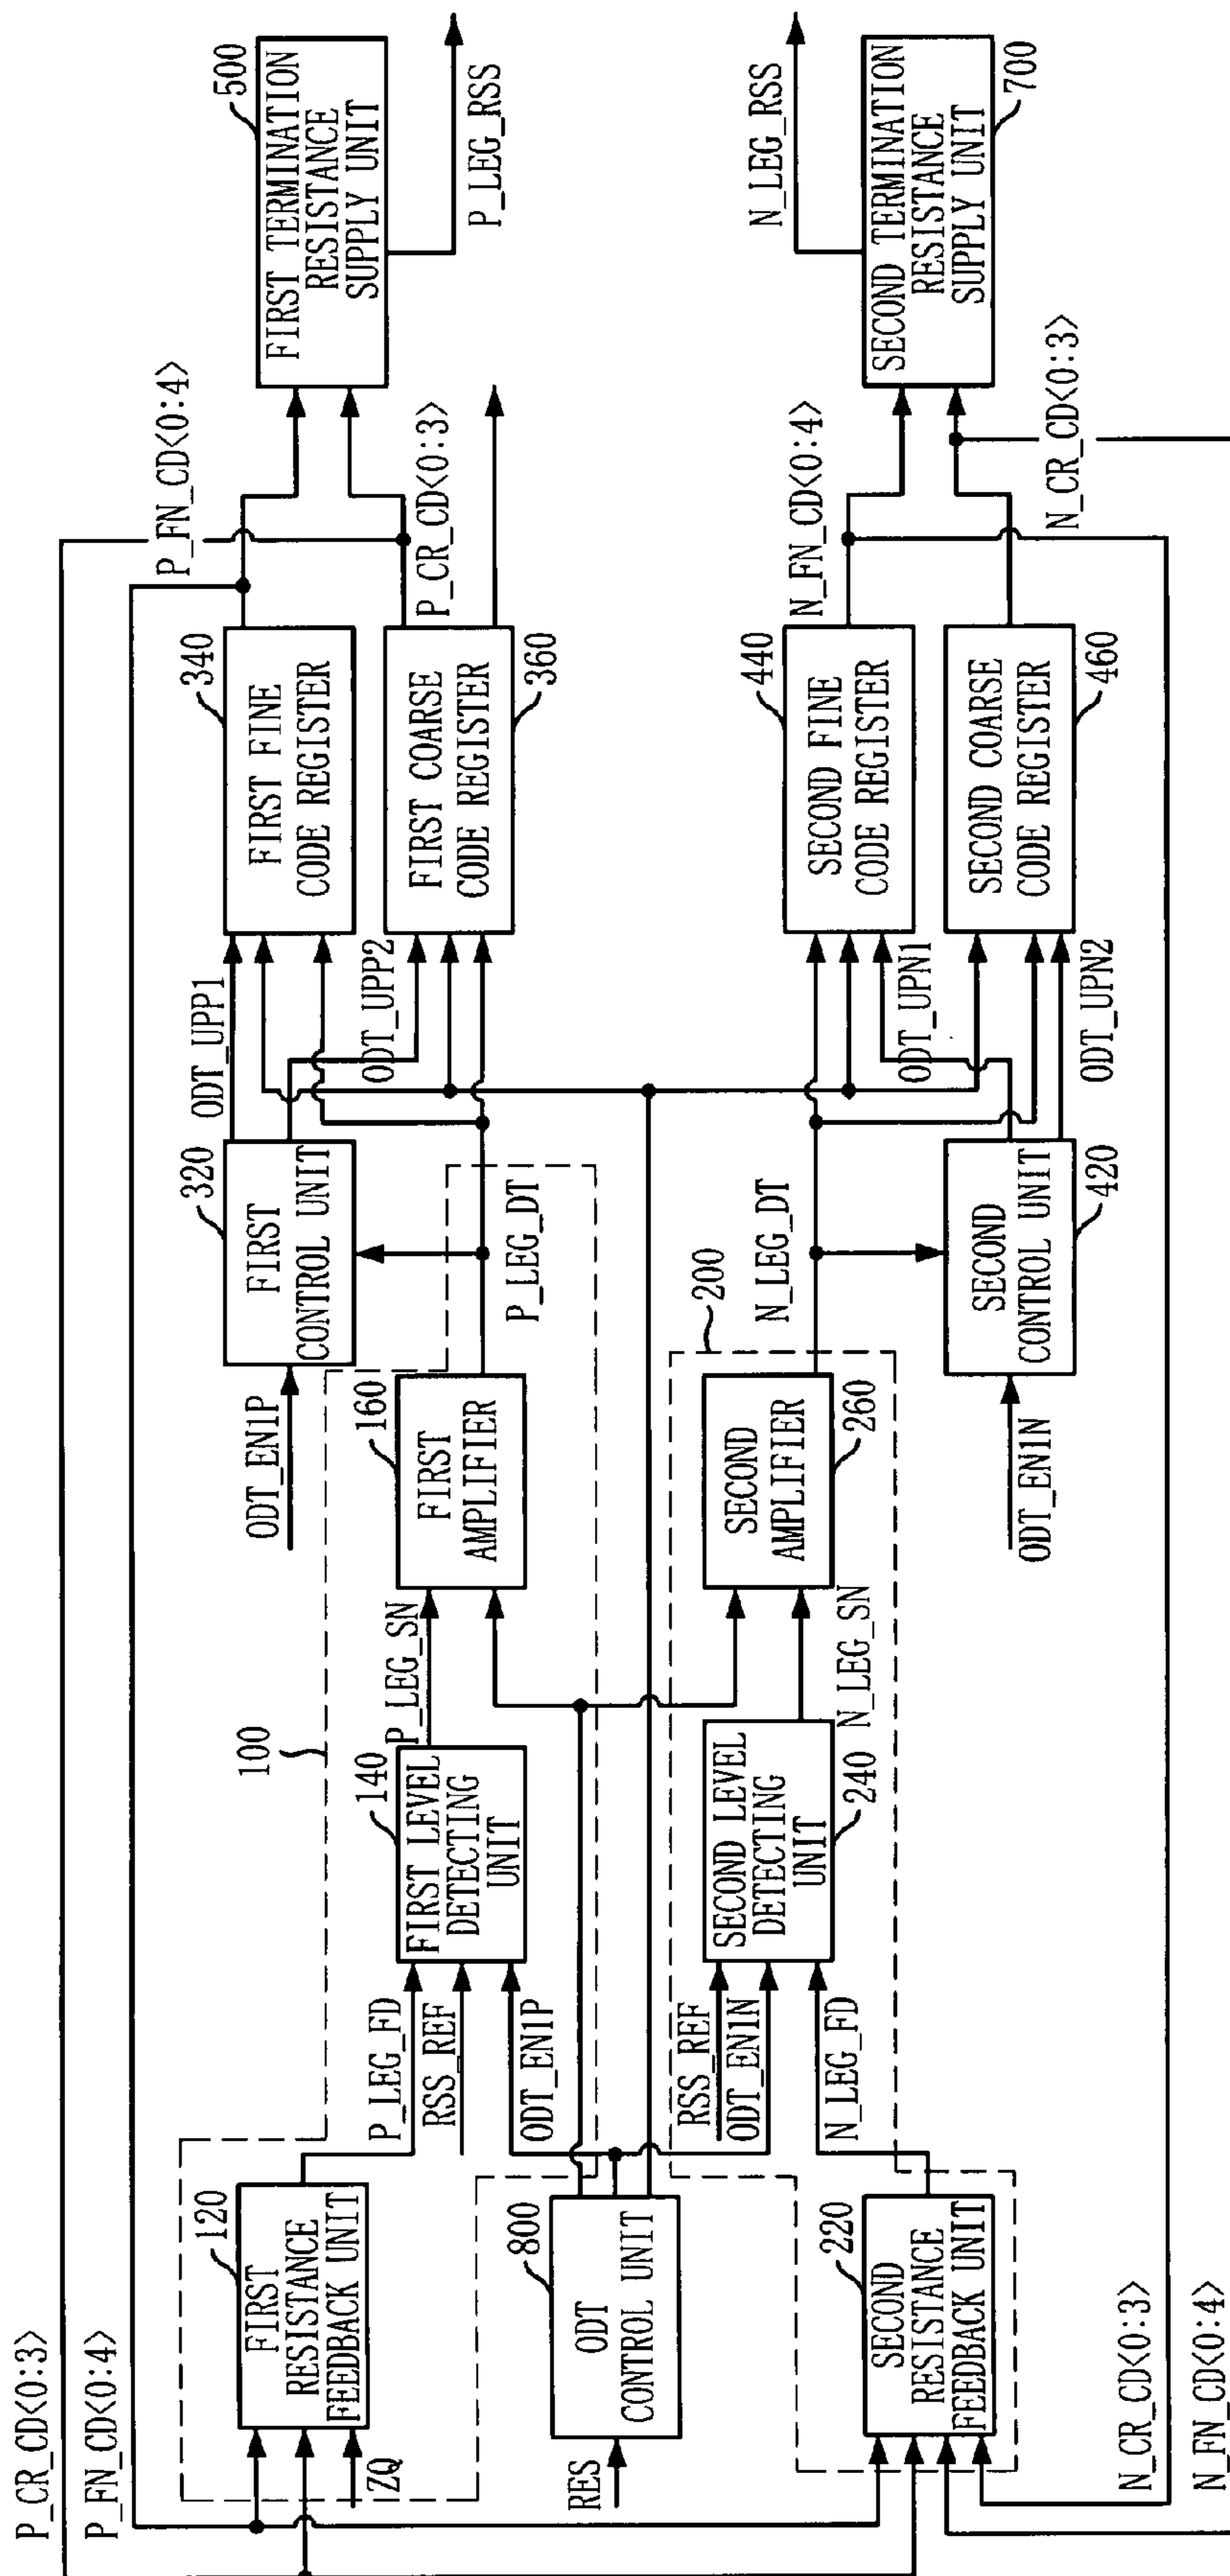 P_CR_CD<0:3>
P_FN_CD<0:4>
120
FIRST
RESISTANCE
FEEDBACK UNIT
ZQ
100
P_LEG_FD
RSS_REF
ODT_EN1P
140
FIRST LEVEL
DETECTING
UNIT
P_LEG_SN
160
FIRST
AMPLIFIER
P_LEG_DT
ODT_EN1P
320
FIRST
CONTROL UNIT
ODT_UPP1
ODT_UPP2
340
FIRST FINE
CODE REGISTER
FIRST COARSE
CODE REGISTER
360
P_FN_CD<0:4>
P_CR_CD<0:3>
500
FIRST TERMINATION
RESISTANCE
SUPPLY UNIT
P_LEG_RSS
RES
800
ODT
CONTROL UNIT
220
SECOND
RESISTANCE
FEEDBACK UNIT
N_CR_CD<0:3>
N_FN_CD<0:4>
RSS_REF
ODT_EN1N
N_LEG_FD
SECOND LEVEL
DETECTING
UNIT
240
N_LEG_SN
200
SECOND
AMPLIFIER
260
N_LEG_DT
ODT_EN1N
SECOND
CONTROL UNIT
420
ODT_UPN1
ODT_UPN2
440
SECOND FINE
CODE REGISTER
SECOND COARSE
CODE REGISTER
460
N_FN_CD<0:4>
N_CR_CD<0:3>
N_LEG_RSS
SECOND TERMINATION
RESISTANCE
SUPPLY UNIT
700